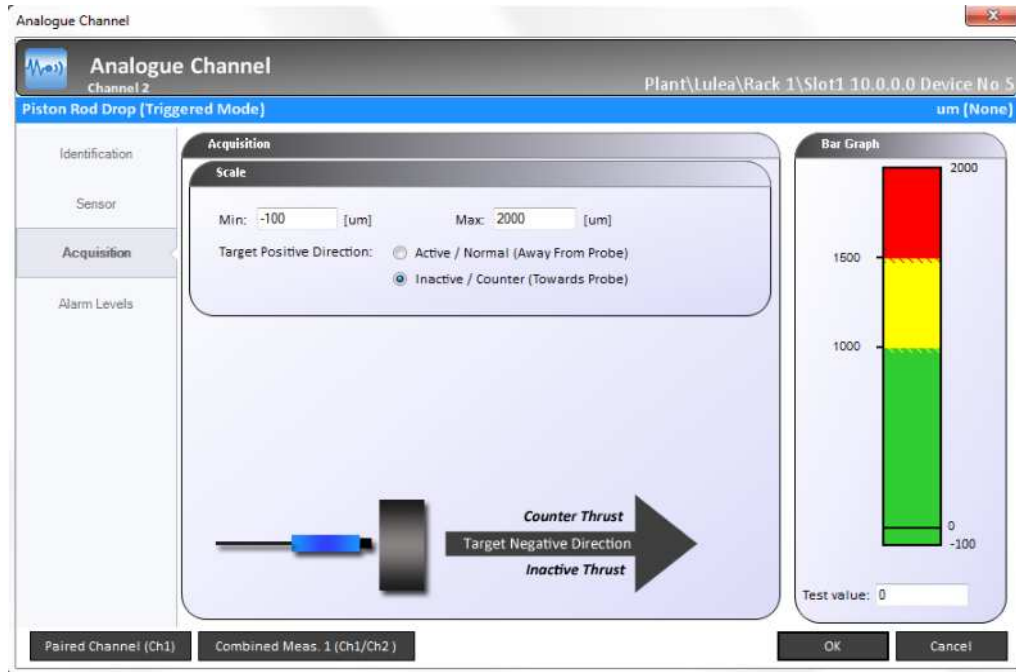 Analogue Channel
Analogue Channel
Channel 2
Plant\Lulea\Rack 1\Slot1 10.0.0.0 Device No 5
Piston Rod Drop (Triggered Mode)
um (None)
Identification
Sensor
Acquisition
Alarm Levels
Acquisition
Scale
Min: -100 [um] Max: 2000 [um]
Target Positive Direction: Active / Normal (Away From Probe)
Inactive / Counter (Towards Probe)
Counter Thrust
Target Negative Direction
Inactive Thrust
Bar Graph
2000
1500
1000
0
-100
Test value: 0
Paired Channel (Ch1)
Combined Meas. 1 (Ch1/Ch2 )
OK
Cancel